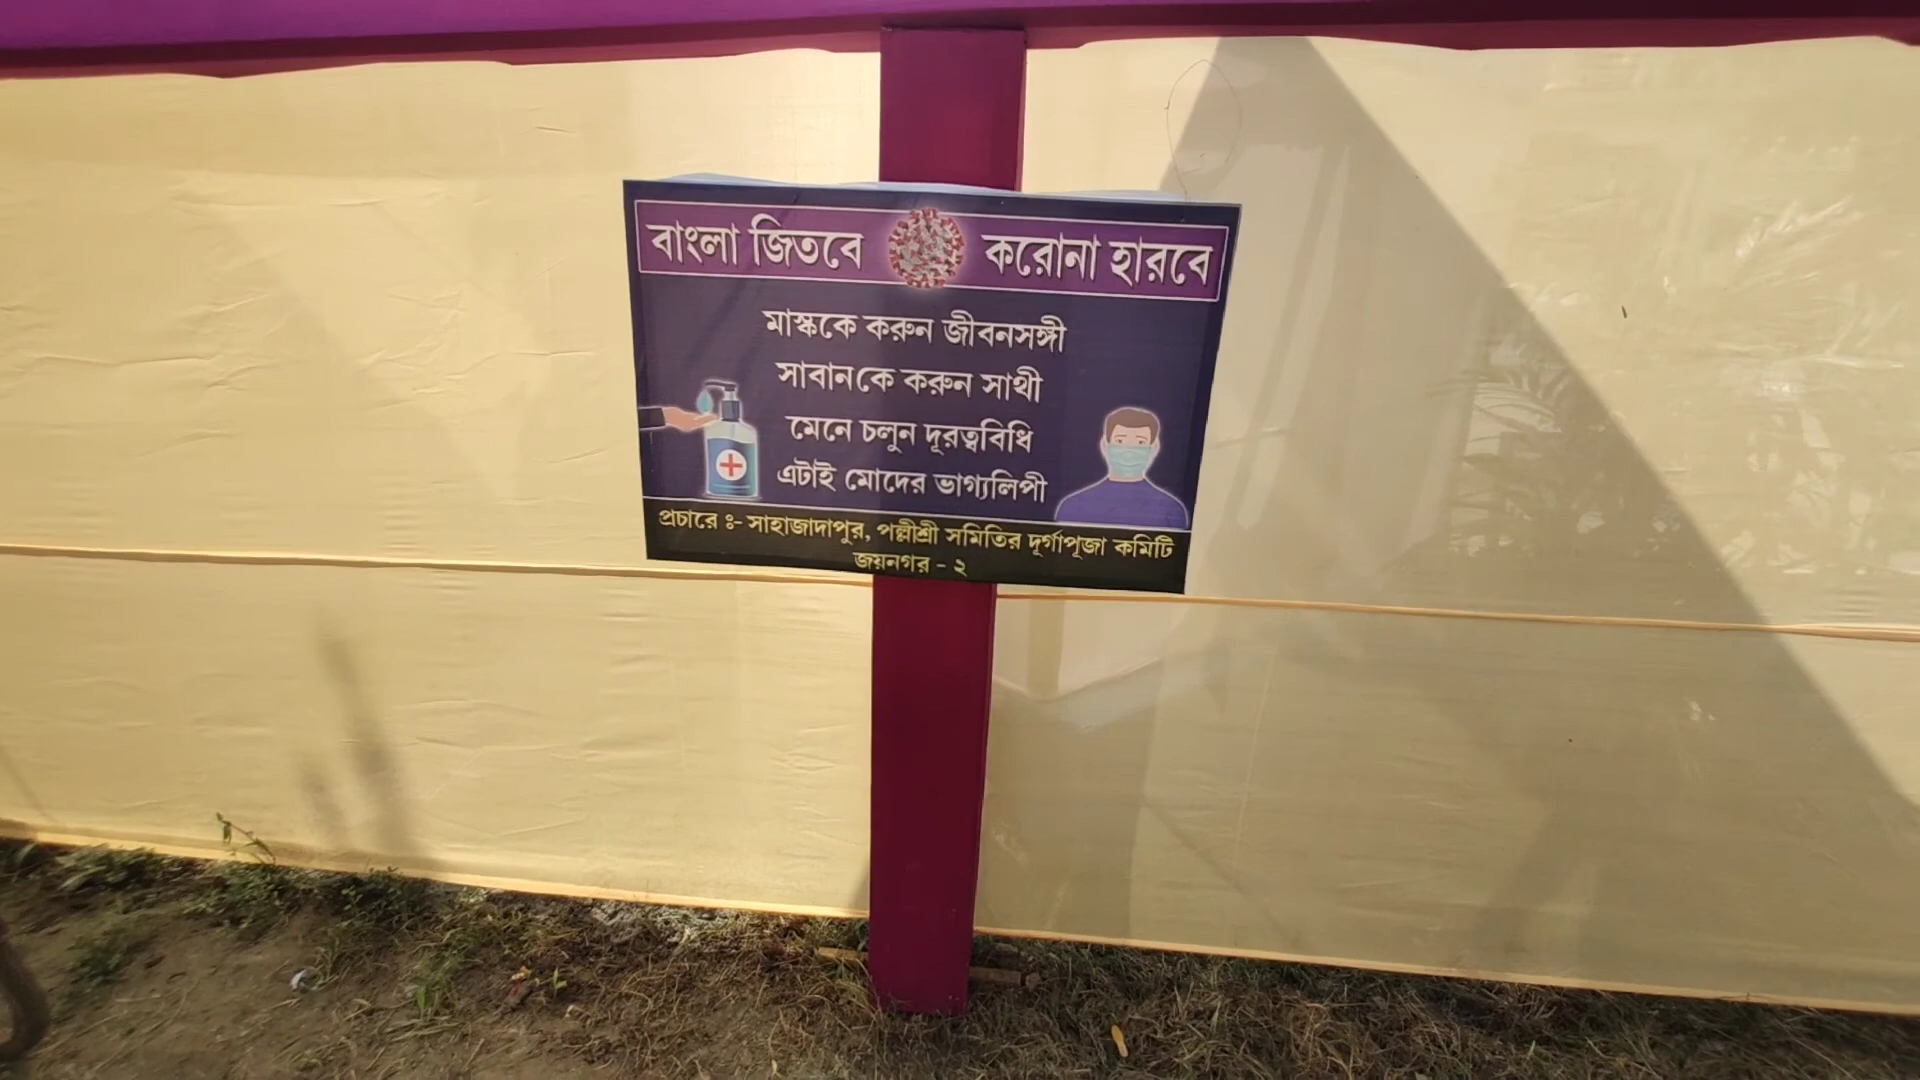 বাংলা জিতবে করোনা হারবে
মাস্ককে করুন জীবনসঙ্গী
সাবানকে করুন সাথী
মেনে চলুন দূরত্ববিধি
এটাই মোদের ভাগ্যলিপী
প্রচারে ঃ- সাহাজাদাপুর, পল্লীশ্রী সমিতির দূর্গাপূজা কমিটি
জয়নগর - ২